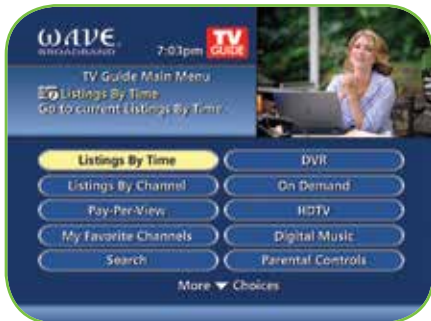 WAVE
BROADBAND
7:03pm
TV
GUIDE
TV Guide Main Menu
Listings By Time
Go to current Listings By Time.
Listings By Time
DVR
Listings By Channel
On Demand
Pay-Per-View
HDTV
My Favorite Channels
Digital Music
Search
Parental Controls
More Choices